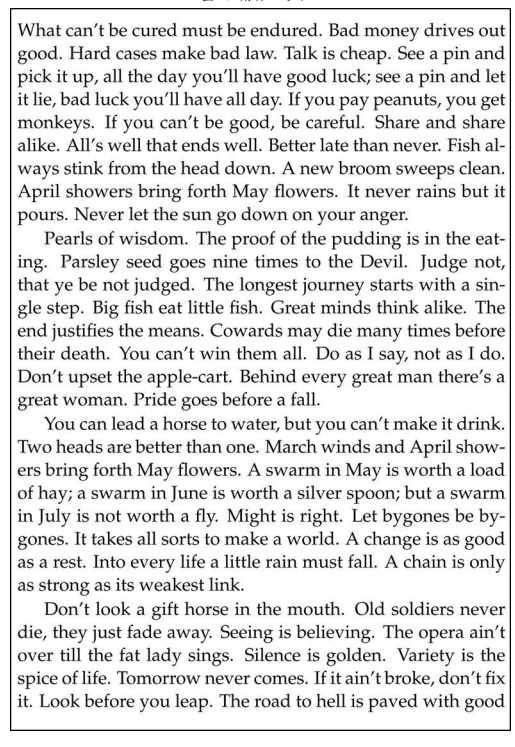 What can’t be cured must be endured. Bad money drives out
good. Hard cases make bad law. Talk is cheap. See a pin and
pick it up, all the day you’ll have good luck; see a pin and let
it lie, bad luck you’ll have all day. If you pay peanuts, you get
monkeys. If you can’t be good, be careful. Share and share
alike. All’s well that ends well. Better late than never. Fish al-
ways stink from the head down. A new broom sweeps clean.
April showers bring forth May flowers. It never rains but it
pours. Never let the sun go down on your anger.
Pearls of wisdom. The proof of the pudding is in the eat-
ing. Parsley seed goes nine times to the Devil. Judge not,
that ye be not judged. The longest journey starts with a sin-
gle step. Big fish eat little fish. Great minds think alike. The
end justifies the means. Cowards may die many times before
their death. You can’t win them all. Do as I say, not as I do.
Don’t upset the apple-cart. Behind every great man there’s a
great woman. Pride goes before a fall.
You can lead a horse to water, but you can’t make it drink.
Two heads are better than one. March winds and April show-
ers bring forth May flowers. A swarm in May is worth a load
of hay; a swarm in June is worth a silver spoon; but a swarm
in July is not worth a fly. Might is right. Let bygones be by-
gones. It takes all sorts to make a world. A change is as good
as a rest. Into every life a little rain must fall. A chain is only
as strong as its weakest link.
Don’t look a gift horse in the mouth. Old soldiers never
die, they just fade away. Seeing is believing. The opera ain’t
over till the fat lady sings. Silence is golden. Variety is the
spice of life. Tomorrow never comes. If it ain’t broke, don’t fix
it. Look before you leap. The road to hell is paved with good